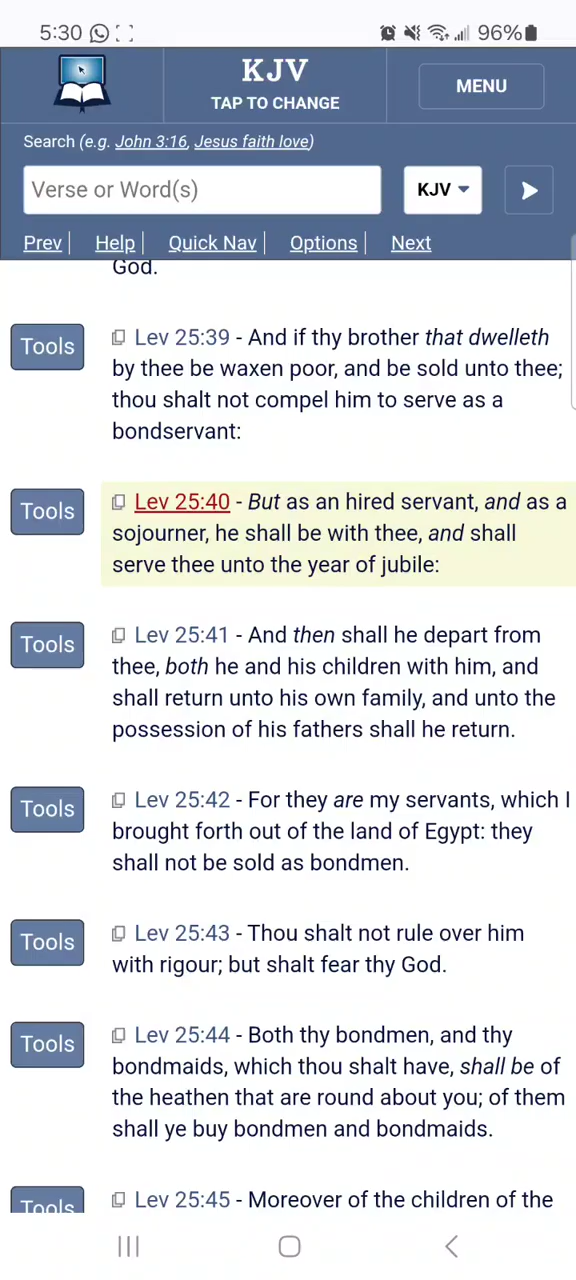 5:30 96%
KJV
TAP TO CHANGE
MENU
Search (e.g. John 3:16, Jesus faith love)
Verse or Word(s)
KJV
Prev | Help | Quick Nav | Options | Next
God.
Tools
Lev 25:39 - And if thy brother that dwelleth
by thee be waxen poor, and be sold unto thee;
thou shalt not compel him to serve as a
bondservant:
Tools
Lev 25:40 - But as an hired servant, and as a
sojourner, he shall be with thee, and shall
serve thee unto the year of jubile:
Tools
Lev 25:41 - And then shall he depart from
thee, both he and his children with him, and
shall return unto his own family, and unto the
possession of his fathers shall he return.
Tools
Lev 25:42 - For they are my servants, which I
brought forth out of the land of Egypt: they
shall not be sold as bondmen.
Tools
Lev 25:43 - Thou shalt not rule over him
with rigour; but shalt fear thy God.
Tools
Lev 25:44 - Both thy bondmen, and thy
bondmaids, which thou shalt have, shall be of
the heathen that are round about you; of them
shall ye buy bondmen and bondmaids.
Tools
Lev 25:45 - Moreover of the children of the